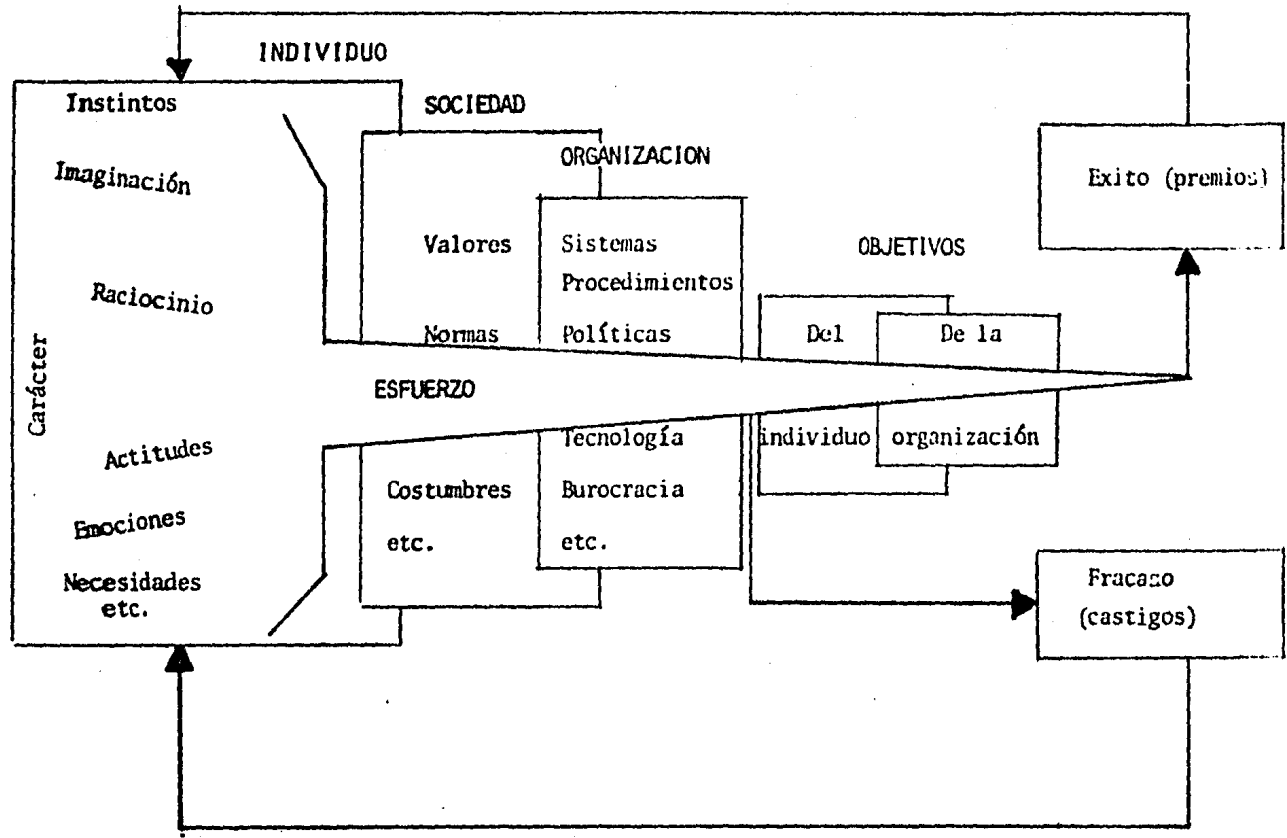 INDIVIDUO
Instintos
Imaginación
Raciocinio
Carácter
Actitudes
Emociones
Necesidades
etc.
SOCIEDAD
Valores
Normas
Costumbres
etc.
ORGANIZACION
Sistemas
Procedimientos
Políticas
Tecnología
Burocracia
etc.
ESFUERZO
OBJETIVOS
Del
individuo
De la
organización
Exito (premios)
Fracaso
(castigos)